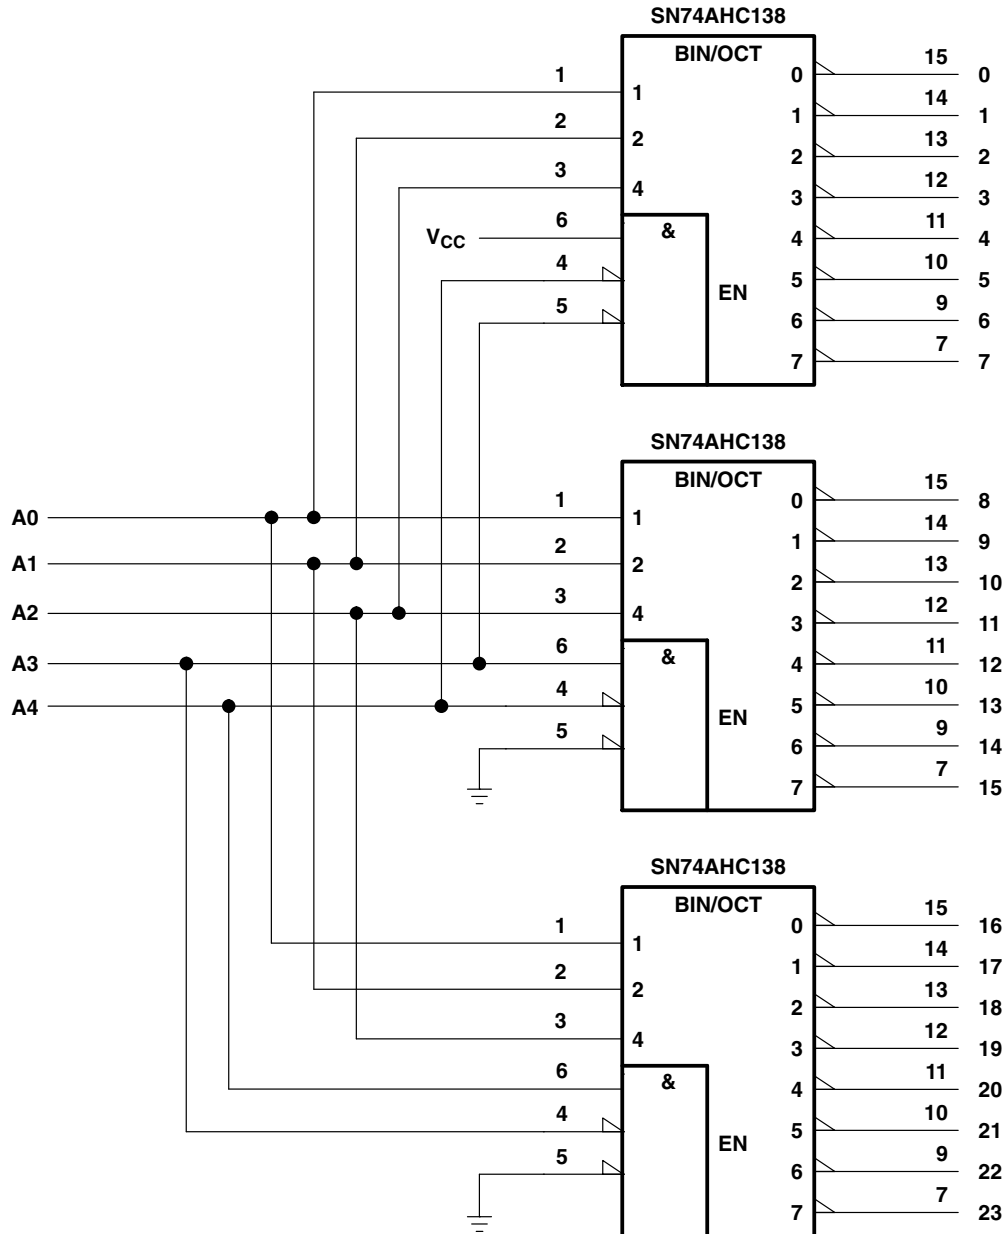 SN74AHC138
BIN/OCT
1 1 0 15 0
2 2 1 14 1
3 4 2 13 2
3 12 3
VCC 6 & 4 11 4
4 5 10 5
EN
5 6 9 6
7 7 7
SN74AHC138
BIN/OCT
0 15 8
A0 1 1 1 14 9
A1 2 2 2 13 10
A2 3 4 3 12 11
A3 6 & 4 11 12
A4 4 5 10 13
EN
5 6 9 14
7 7 15
SN74AHC138
BIN/OCT
0 15 16
1 1 1 14 17
2 2 2 13 18
3 4 3 12 19
6 & 4 11 20
4 5 10 21
EN
5 6 9 22
7 7 23